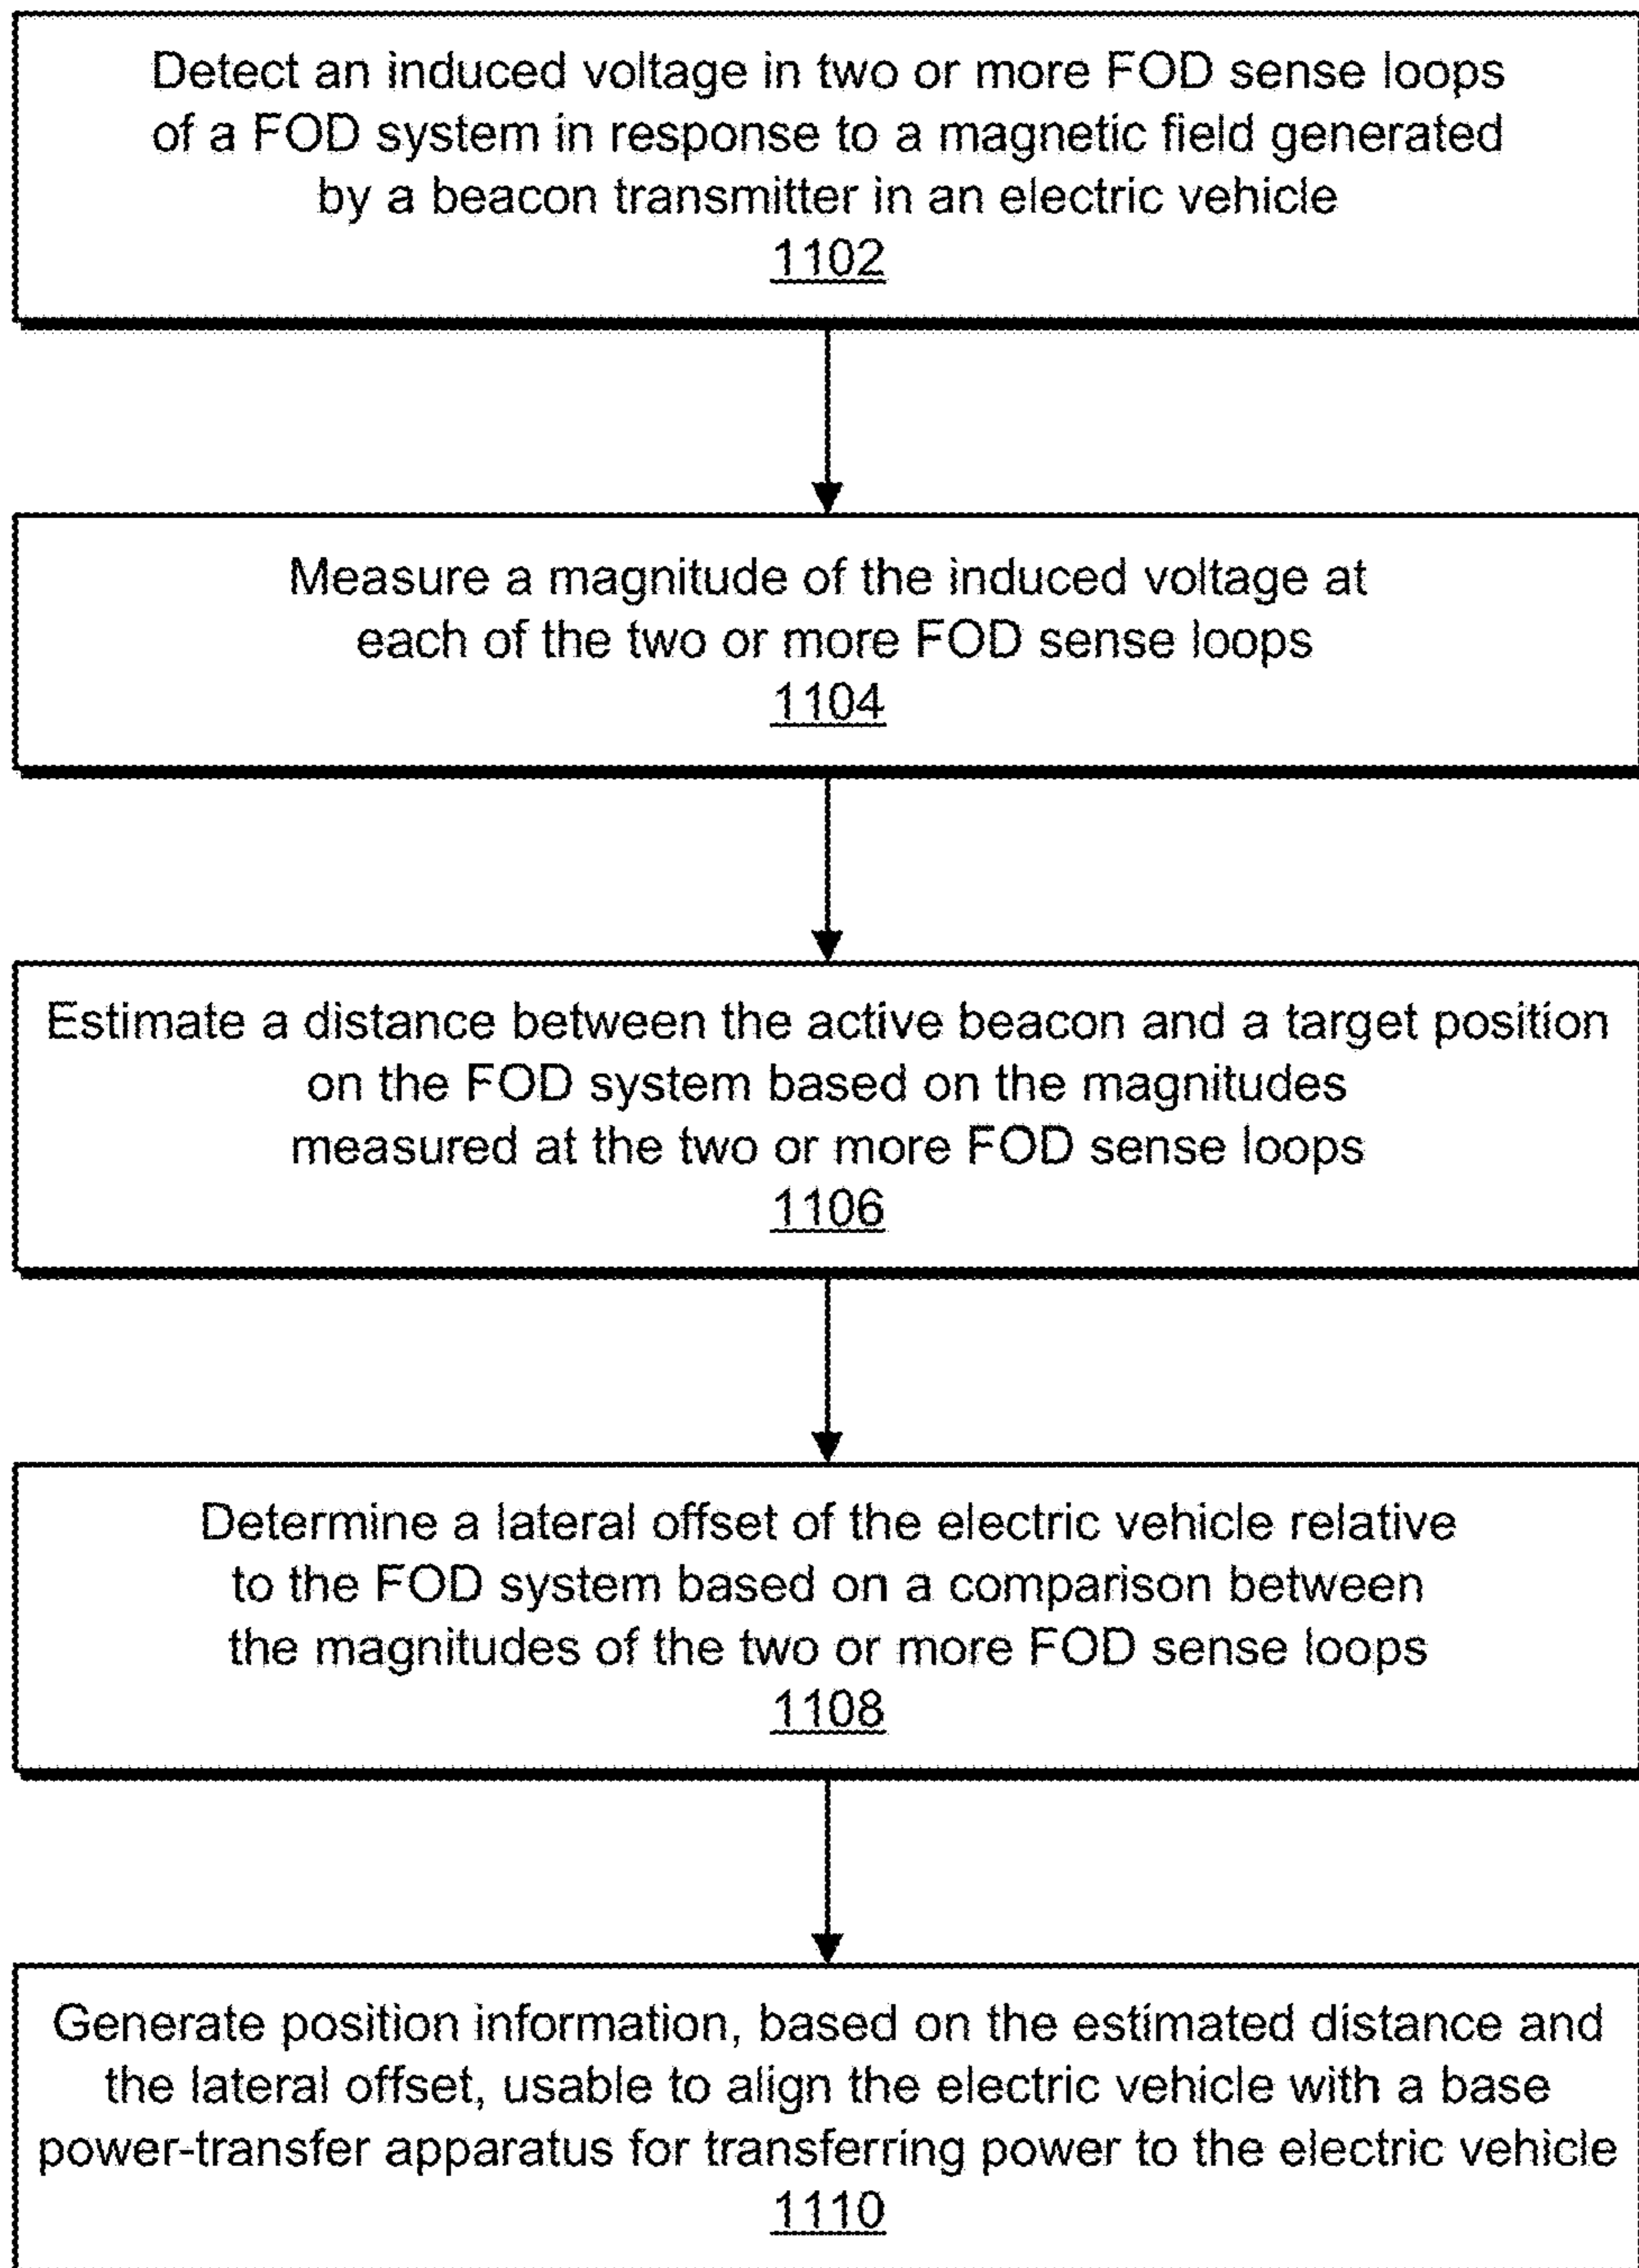 Detect an induced voltage in two or more FOD sense loops
of a FOD system in response to a magnetic field generated
by a beacon transmitter in an electric vehicle
1102
Measure a magnitude of the induced voltage at
each of the two or more FOD sense loops
1104
Estimate a distance between the active beacon and a target position
on the FOD system based on the magnitudes
measured at the two or more FOD sense loops
1106
Determine a lateral offset of the electric vehicle relative
to the FOD system based on a comparison between
the magnitudes of the two or more FOD sense loops
1108
Generate position information, based on the estimated distance and
the lateral offset, usable to align the electric vehicle with a base
power-transfer apparatus for transferring power to the electric vehicle
1110